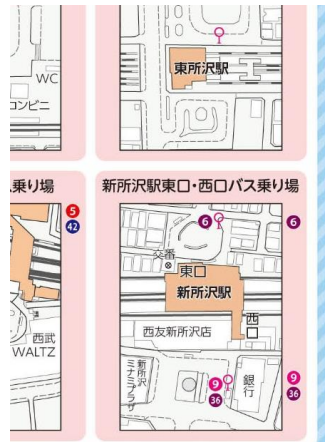 WC
コンビニ
東所沢駅
乗り場
5
42
西武
WALTZ
新所沢駅東口・西口バス乗り場
6
6
交番
東口
新所沢駅
西口
西友新所沢店
新所沢
ミナミプラザ
9
36
銀行
9
36